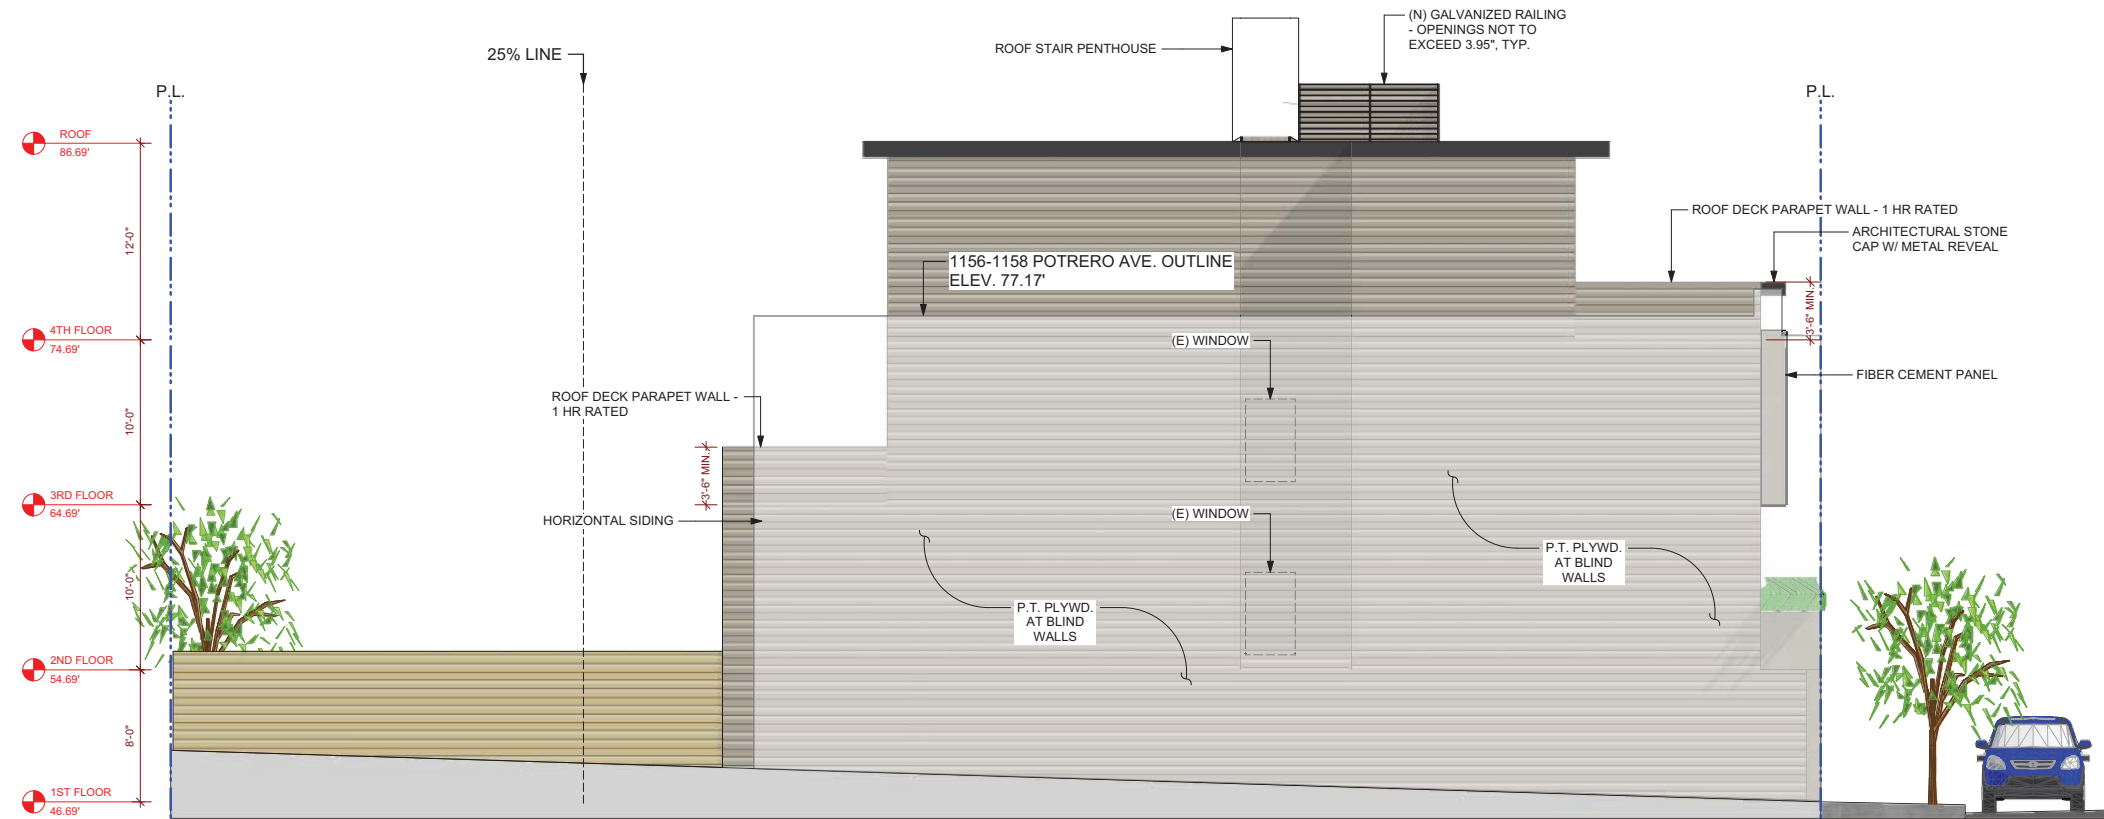 (N) GALVANIZED RAILING
- OPENINGS NOT TO
EXCEED 3.95", TYP.
ROOF STAIR PENTHOUSE
25% LINE
P.L.
P.L.
ROOF
86.69'
12'-0"
ROOF DECK PARAPET WALL - 1 HR RATED
ARCHITECTURAL STONE
CAP W/ METAL REVEAL
1156-1158 POTRERO AVE. OUTLINE
ELEV. 77.17'
3'-6" MIN.
4TH FLOOR
74.69'
(E) WINDOW
FIBER CEMENT PANEL
ROOF DECK PARAPET WALL -
1 HR RATED
10'-0"
3'-6" MIN.
3RD FLOOR
64.69'
HORIZONTAL SIDING
(E) WINDOW
P.T. PLYWD.
AT BLIND
WALLS
10'-0"
P.T. PLYWD.
AT BLIND
WALLS
2ND FLOOR
54.69'
8'-0"
1ST FLOOR
46.69'